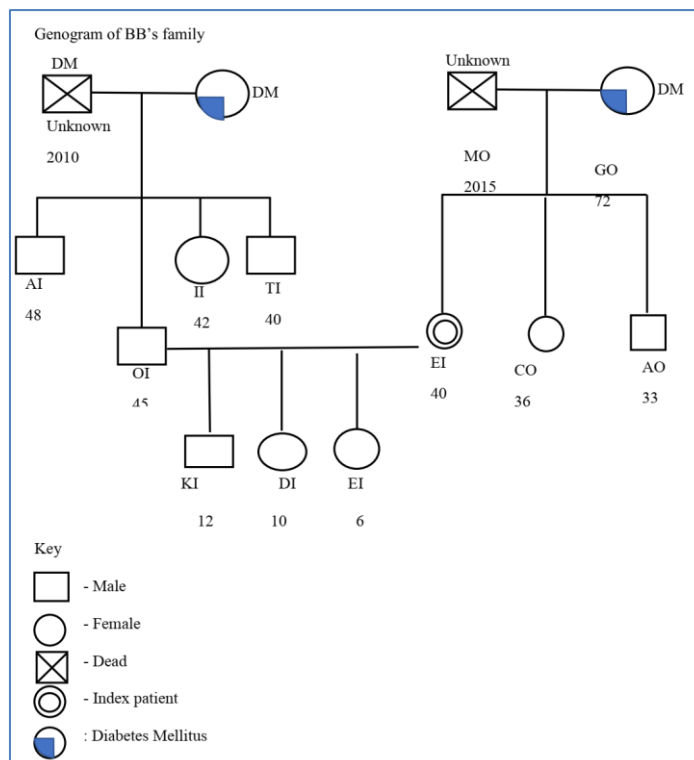 Genogram of BB's family
DM
Unknown
DM
DM
Unknown
2010
MO
2015
GO
72
AI
48
II
42
TI
40
OI
45
EI
40
CO
36
AO
33
KI
12
DI
10
EI
6
Key
- Male
- Female
- Dead
- Index patient
: Diabetes Mellitus